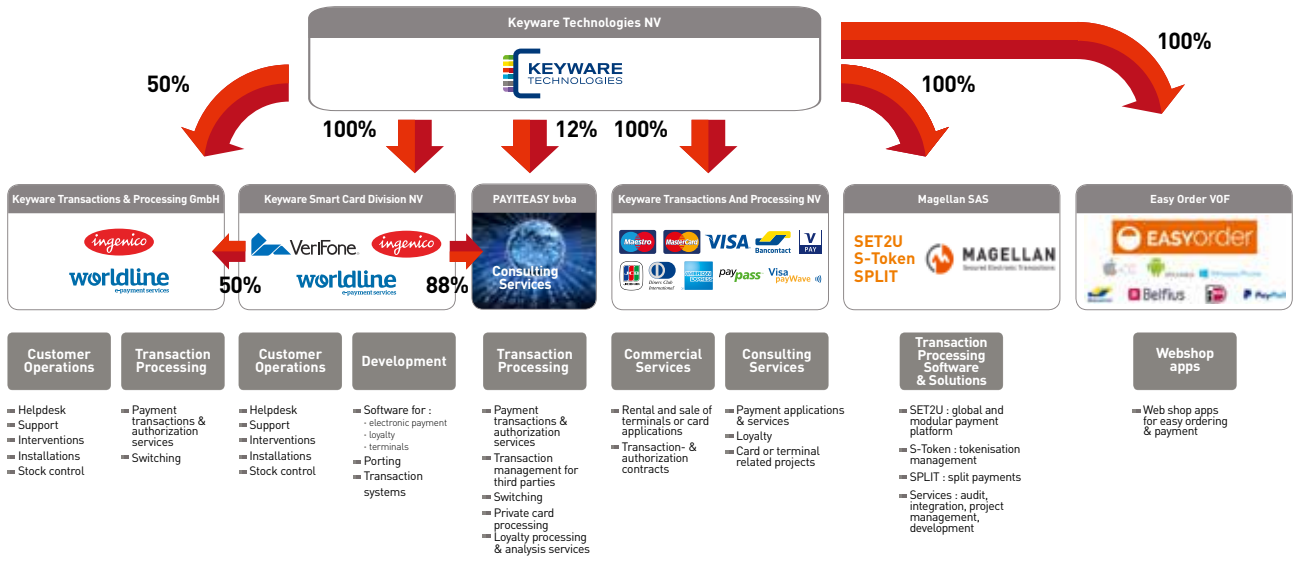 Keyware Technologies NV
KEYWARE
TECHNOLOGIES
50%
100%
12%
100%
100%
100%
Keyware Transactions & Processing GmbH
ingenico
worldline
e-payment services
50%
Keyware Smart Card Division NV
VeriFone
ingenico
worldline
e-payment services
88%
PAYITEASY bvba
Consulting
Services
Keyware Transactions And Processing NV
Maestro
MasterCard
VISA
Bancontact
V
PAY
JCB
Diners Club
International
AMERICAN
EXPRESS
paypass
Visa
payWave
Magellan SAS
SET2U
S-Token
SPLIT
MAGELLAN
Secured Electronic Transactions
Easy Order VOF
EASYorder
Belfius
PayPal
Customer
Operations
Helpdesk
Support
Interventions
Installations
Stock control
Transaction
Processing
Payment
transactions &
authorization
services
Switching
Customer
Operations
Helpdesk
Support
Interventions
Installations
Stock control
Development
Software for :
- electronic payment
- loyalty
- terminals
Porting
Transaction
systems
Transaction
Processing
Payment
transactions &
authorization
services
Transaction
management for
third parties
Switching
Private card
processing
Loyalty processing
& analysis services
Commercial
Services
Rental and sale of
terminals or card
applications
Transaction- &
authorization
contracts
Consulting
Services
Payment applications
& services
Loyalty
Card or terminal
related projects
Transaction
Processing
Software
& Solutions
SET2U : global and
modular payment
platform
S-Token : tokenisation
management
SPLIT : split payments
Services : audit,
integration, project
management,
development
Webshop
apps
Web shop apps
for easy ordering
& payment